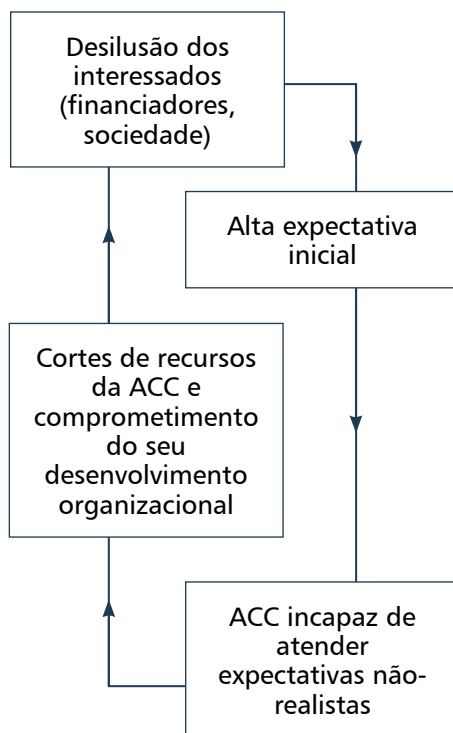 Desilusão dos
interessados
(financiadores,
sociedade)
Alta expectativa
inicial
Cortes de recursos
da ACC e
comprometimento
do seu
desenvolvimento
organizacional
ACC incapaz de
atender
expectativas não-
realistas